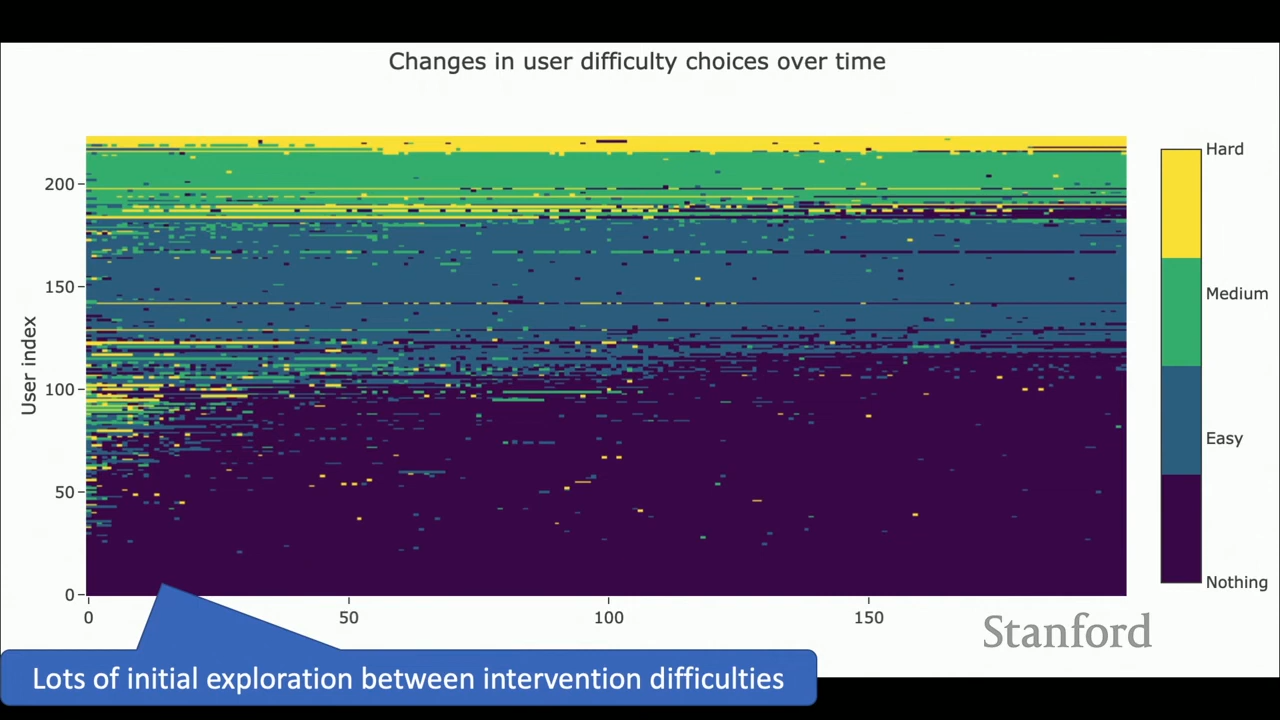 Changes in user difficulty choices over time
User index
200
150
100
50
0
0
50
100
150
Hard
Medium
Easy
Nothing
Stanford
Lots of initial exploration between intervention difficulties